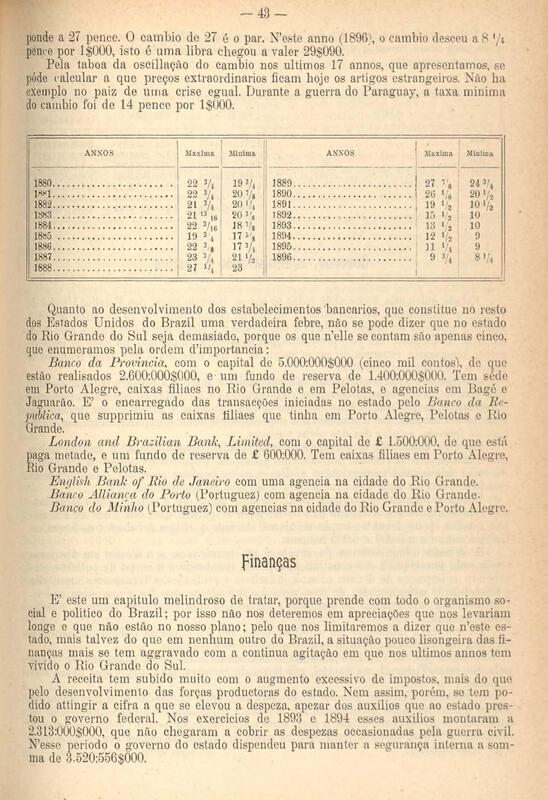 — 43 —
ponde a 27 pence. O cambio de 27 é o par. N'este anno (1896), o cambio desceu a 8 1/4
pence por 1$000, isto é uma libra chegou a valer 29$090.
Pela taboa da oscillação do cambio nos ultimos 17 annos, que apresentamos, se
póde calcular a que preços extraordinarios ficam hoje os artigos estrangeiros. Não ha
exemplo no paiz de uma crise egual. Durante a guerra do Paraguay, a taxa minima
do cambio foi de 14 pence por 1$000.
ANNOS Maxima Minima ANNOS Maxima Minima
1880 22 3/4 19 3/4 1889 27 7/8 24 3/4
1881 22 3/4 20 7/8 1890 26 1/8 20 1/2
1882 21 3/4 20 1/4 1891 19 1/2 10 1/2
1883 21 13/16 20 3/8 1892 15 1/2 10
1884 22 3/16 18 7/8 1893 13 1/2 10
1885 19 3/4 17 5/8 1894 12 1/2 9
1886 22 3/8 17 3/4 1895 11 1/4 9
1887 23 3/4 21 1/2 1896 9 3/4 8 1/4
1888 27 1/4 23
Quanto ao desenvolvimento dos estabelecimentos bancarios, que constitue no resto
dos Estados Unidos do Brazil uma verdadeira febre, não se póde dizer que no estado
do Rio Grande do Sul seja demasiado, porque os que n'elle se contam são apenas cinco,
que enumeramos pela ordem d'importancia:
Banco da Provincia, com o capital de 5.000:000$000 (cinco mil contos), de que
estão realisados 2.600:000$000, e um fundo de reserva de 1.400:000$000. Tem séde
em Porto Alegre, caixas filiaes no Rio Grande e em Pelotas, e agencias em Bagé e
Jaguarão. E' o encarregado das transacções iniciadas no estado pelo Banco da Re-
publica, que supprimiu as caixas filiaes que tinha em Porto Alegre, Pelotas e Rio
Grande.
London and Brazilian Bank, Limited, com o capital de £ 1.500:000, de que está
paga metade, e um fundo de reserva de £ 600:000. Tem caixas filiaes em Porto Alegre,
Rio Grande e Pelotas.
English Bank of Rio de Janeiro com uma agencia na cidade do Rio Grande.
Banco Alliança do Porto (Portuguez) com agencia na cidade do Rio Grande.
Banco do Minho (Portuguez) com agencias na cidade do Rio Grande e Porto Alegre.
Finanças
E' este um capitulo melindroso de tratar, porque prende com todo o organismo so-
cial e politico do Brazil; por isso não nos deteremos em apreciações que nos levariam
longe e que não estão no nosso plano; pelo que nos limitaremos a dizer que n'este es-
tado, mais talvez do que em nenhum outro do Brazil, a situação pouco lisongeira das fi-
nanças mais se tem aggravado com a continua agitação em que nos ultimos annos tem
vivido o Rio Grande do Sul.
A receita tem subido muito com o augmento excessivo de impostos, mais do que
pelo desenvolvimento das forças productoras do estado. Nem assim, porém, se tem po-
dido attingir a cifra a que se elevou a despeza, apezar dos auxilios que ao estado pres-
tou o governo federal. Nos exercicios de 1893 e 1894 esses auxilios montaram a
2.313:000$000, que não chegaram a cobrir as despezas occasionadas pela guerra civil.
N'esse periodo o governo do estado dispendeu para manter a segurança interna a som-
ma de 3.520:556$000.